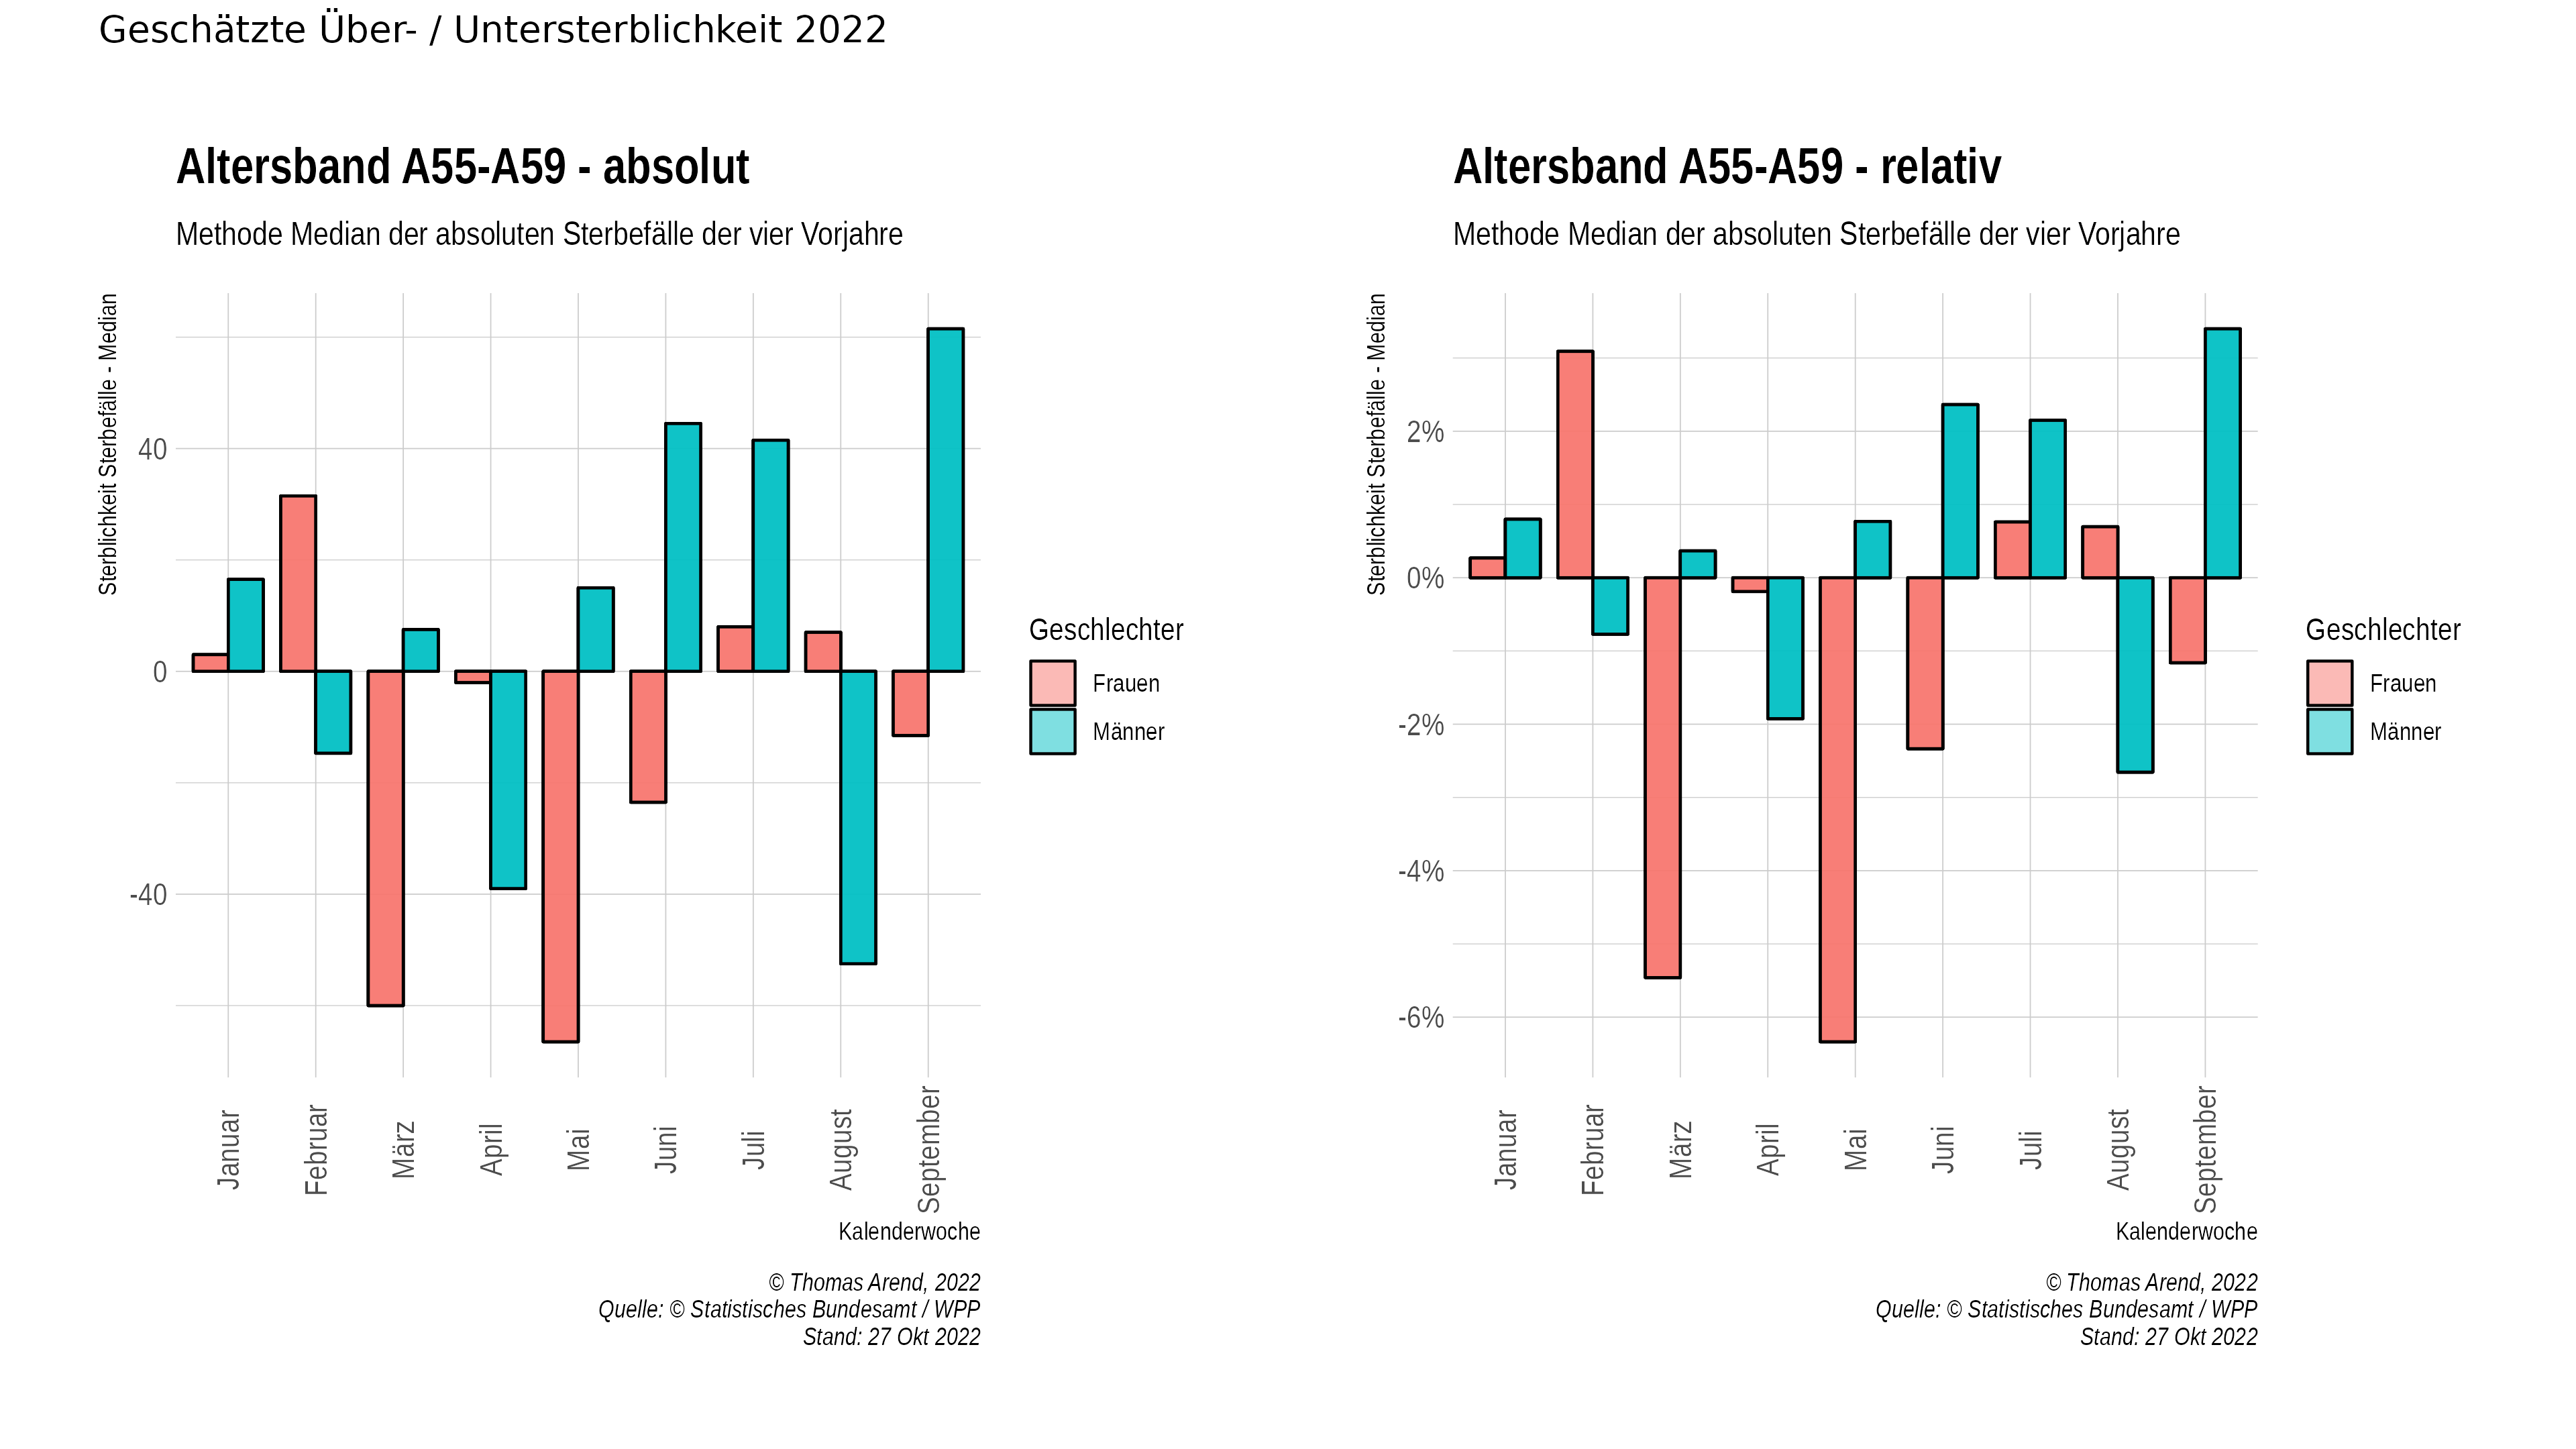 Geschätzte Über- / Untersterblichkeit 2022
Altersband A55-A59 - absolut
Methode Median der absoluten Sterbefälle der vier Vorjahre
Sterblichkeit Sterbefälle - Median
40
0
-40
Januar
Februar
März
April
Mai
Juni
Juli
August
September
Kalenderwoche
Geschlechter
Frauen
Männer
© Thomas Arend, 2022
Quelle: © Statistisches Bundesamt / WPP
Stand: 27 Okt 2022
Altersband A55-A59 - relativ
Methode Median der absoluten Sterbefälle der vier Vorjahre
Sterblichkeit Sterbefälle - Median
2%
0%
-2%
-4%
-6%
Januar
Februar
März
April
Mai
Juni
Juli
August
September
Kalenderwoche
Geschlechter
Frauen
Männer
© Thomas Arend, 2022
Quelle: © Statistisches Bundesamt / WPP
Stand: 27 Okt 2022